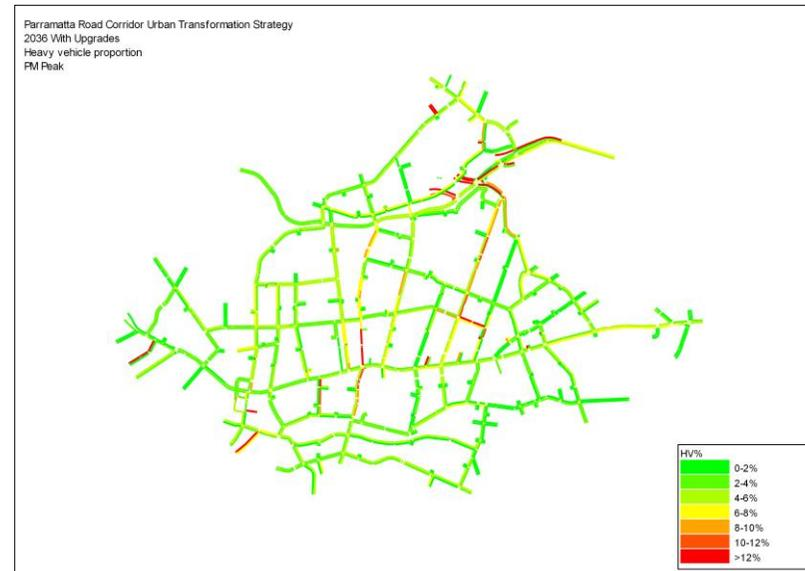 Parramatta Road Corridor Urban Transformation Strategy
2036 With Upgrades
Heavy vehicle proportion
PM Peak
HV%
0-2%
2-4%
4-6%
6-8%
8-10%
10-12%
>12%